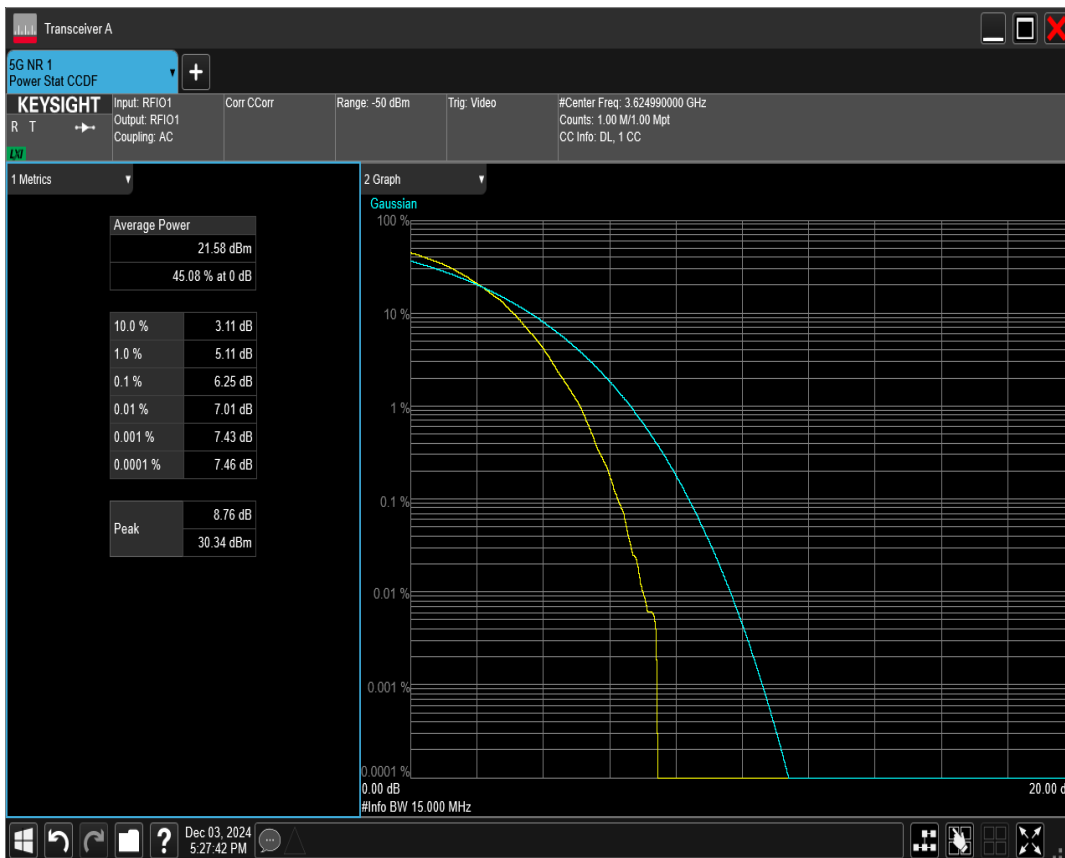 Transceiver A
5G NR 1
Power Stat CCDF
+
KEYSIGHT
R T
LXI
Input: RFIO1
Output: RFIO1
Coupling: AC
Corr CCorr
Range: -50 dBm
Trig: Video
#Center Freq: 3.624990000 GHz
Counts: 1.00 M/1.00 Mpt
CC Info: DL, 1 CC
1 Metrics
Average Power
21.58 dBm
45.08 % at 0 dB
10.0 % 3.11 dB
1.0 % 5.11 dB
0.1 % 6.25 dB
0.01 % 7.01 dB
0.001 % 7.43 dB
0.0001 % 7.46 dB
Peak
8.76 dB
30.34 dBm
2 Graph
Gaussian
100 %
10 %
1 %
0.1 %
0.01 %
0.001 %
0.0001 %
0.00 dB
20.00 d
#Info BW 15.000 MHz
?
Dec 03, 2024
5:27:42 PM